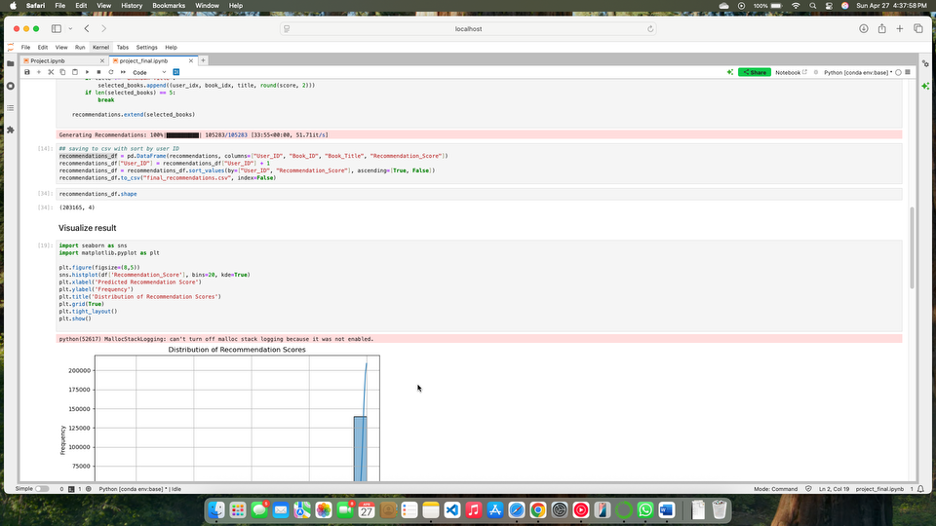 Safari File Edit View History Bookmarks Window Help 100% Sun Apr 27 4:37:58 PM
localhost
File Edit View Run Kernel Tabs Settings Help
Project.ipynb project_final.ipynb
Code Share Notebook Python [conda env:base] *
selected_books.append((user_idx, book_idx, title, round(score, 2)))
if len(selected_books) == 5:
break
recommendations.extend(selected_books)
Generating Recommendations: 100% 105283/105283 [33:55<00:00, 51.71it/s]
## saving to csv with sort by user ID
recommendations_df = pd.DataFrame(recommendations, columns=["User_ID", "Book_ID", "Book_Title", "Recommendation_Score"])
recommendations_df["User_ID"] = recommendations_df["User_ID"] + 1
recommendations_df = recommendations_df.sort_values(by=["User_ID", "Recommendation_Score"], ascending=[True, False])
recommendations_df.to_csv("final_recommendations.csv", index=False)
recommendations_df.shape
(203165, 4)
Visualize result
import seaborn as sns
import matplotlib.pyplot as plt
plt.figure(figsize=(8,5))
sns.histplot(df['Recommendation_Score'], bins=20, kde=True)
plt.xlabel('Predicted Recommendation Score')
plt.ylabel('Frequency')
plt.title('Distribution of Recommendation Scores')
plt.grid(True)
plt.tight_layout()
plt.show()
python(52617) MallocStackLogging: can't turn off malloc stack logging because it was not enabled.
Distribution of Recommendation Scores
200000
175000
150000
125000
100000
75000
Frequency
Simple 0 1 Python [conda env:base] * | Idle Mode: Command Ln 2, Col 19 project_final.ipynb 1
27